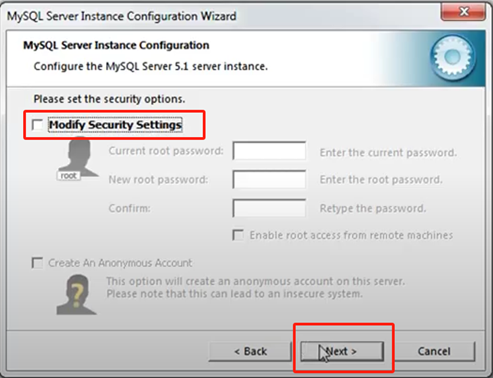 MySQL Server Instance Configuration Wizard
MySQL Server Instance Configuration
Configure the MySQL Server 5.1 server instance.
Please set the security options.
Modify Security Settings
Current root password:
Enter the current password.
root
New root password:
Enter the root password.
Confirm:
Retype the password.
Enable root access from remote machines
Create An Anonymous Account
This option will create an anonymous account on this server.
Please note that this can lead to an insecure system.
< Back
Next >
Cancel